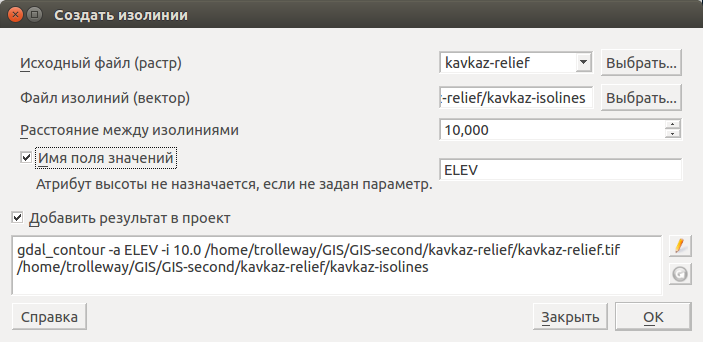 Создать изолинии
Исходный файл (растр) kavkaz-relief Выбрать...
Файл изолиний (вектор) -relief/kavkaz-isolines Выбрать...
Расстояние между изолиниями 10,000
Имя поля значений
ELEV
Атрибут высоты не назначается, если не задан параметр.
Добавить результат в проект
gdal_contour -a ELEV -i 10.0 /home/trolleway/GIS/GIS-second/kavkaz-relief/kavkaz-relief.tif
/home/trolleway/GIS/GIS-second/kavkaz-relief/kavkaz-isolines
Справка Закрыть OK